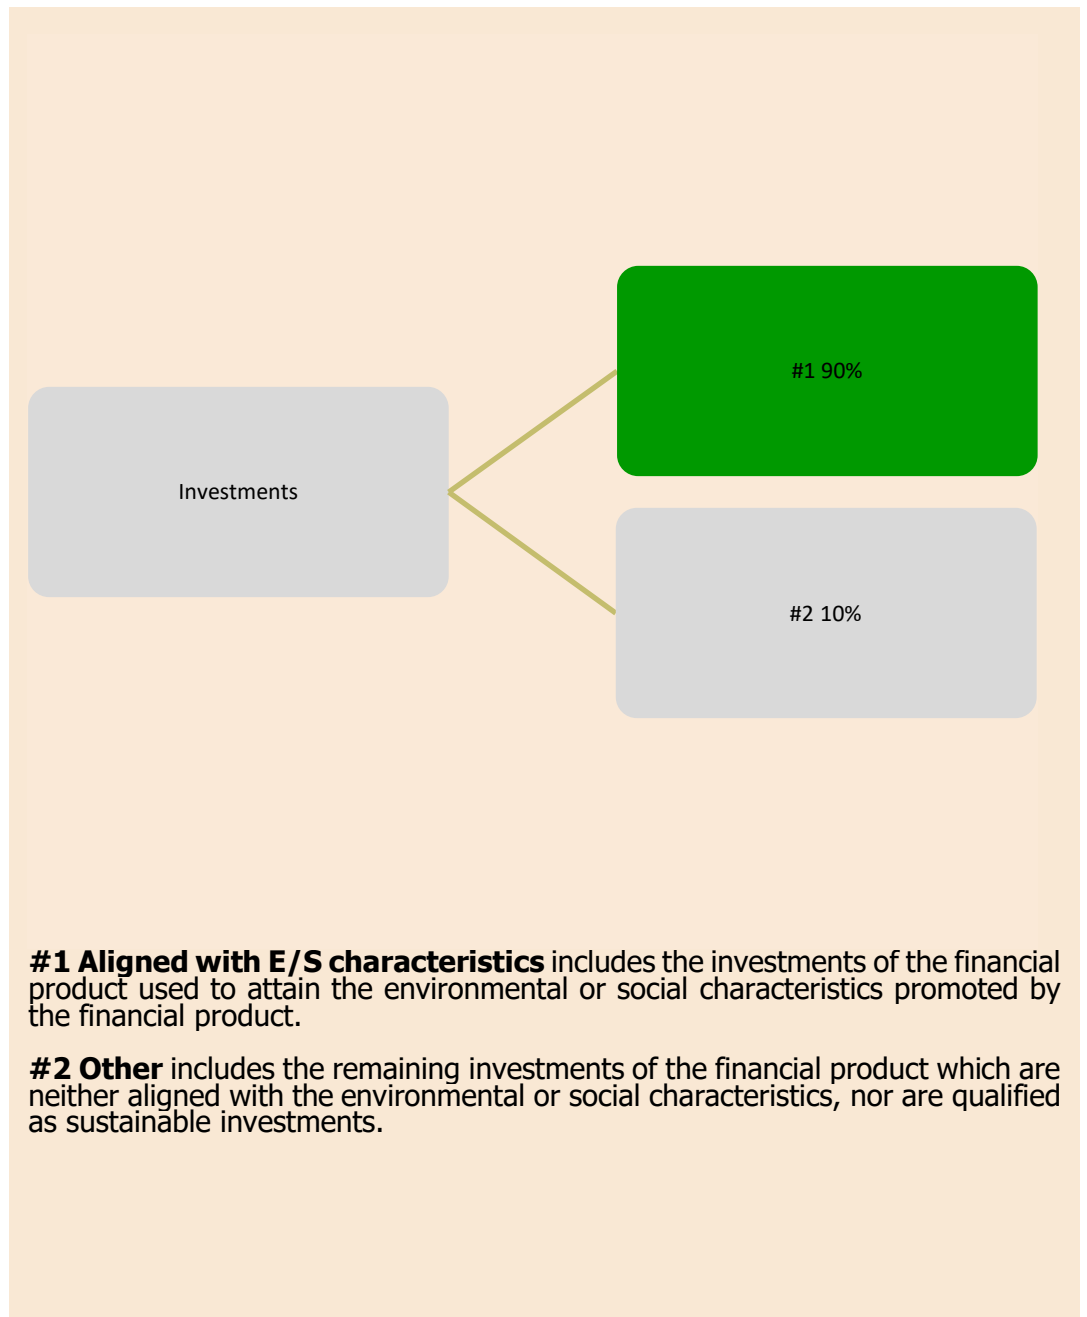 #1 90%
Investments
#2 10%
#1 Aligned with E/S characteristics includes the investments of the financial
product used to attain the environmental or social characteristics promoted by
the financial product.
#2 Other includes the remaining investments of the financial product which are
neither aligned with the environmental or social characteristics, nor are qualified
as sustainable investments.